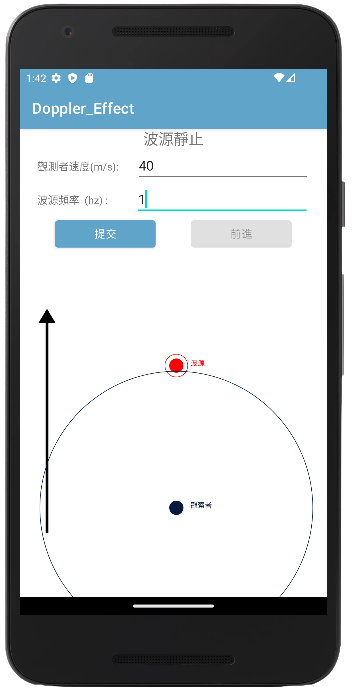 1:42
Doppler_Effect
波源靜止
觀測者速度(m/s): 40
波源頻率 (hz) : 1
提交 前進
波源
觀察者